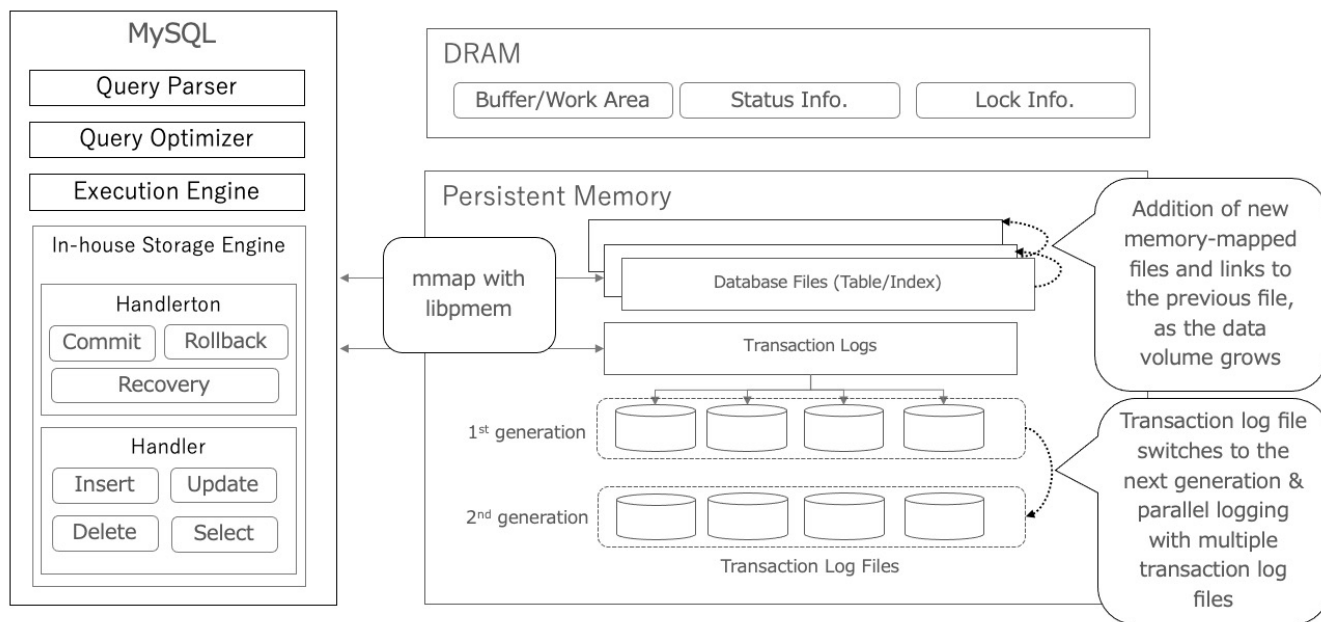 MySQL
Query Parser
Query Optimizer
Execution Engine
In-house Storage Engine
Handlerton
Commit
Rollback
Recovery
Handler
Insert
Update
Delete
Select
DRAM
Buffer/Work Area
Status Info.
Lock Info.
Persistent Memory
mmap with
libpmem
Database Files (Table/Index)
Transaction Logs
1st generation
2nd generation
Transaction Log Files
Addition of new
memory-mapped
files and links to
the previous file,
as the data
volume grows
Transaction log file
switches to the
next generation &
parallel logging
with multiple
transaction log
files